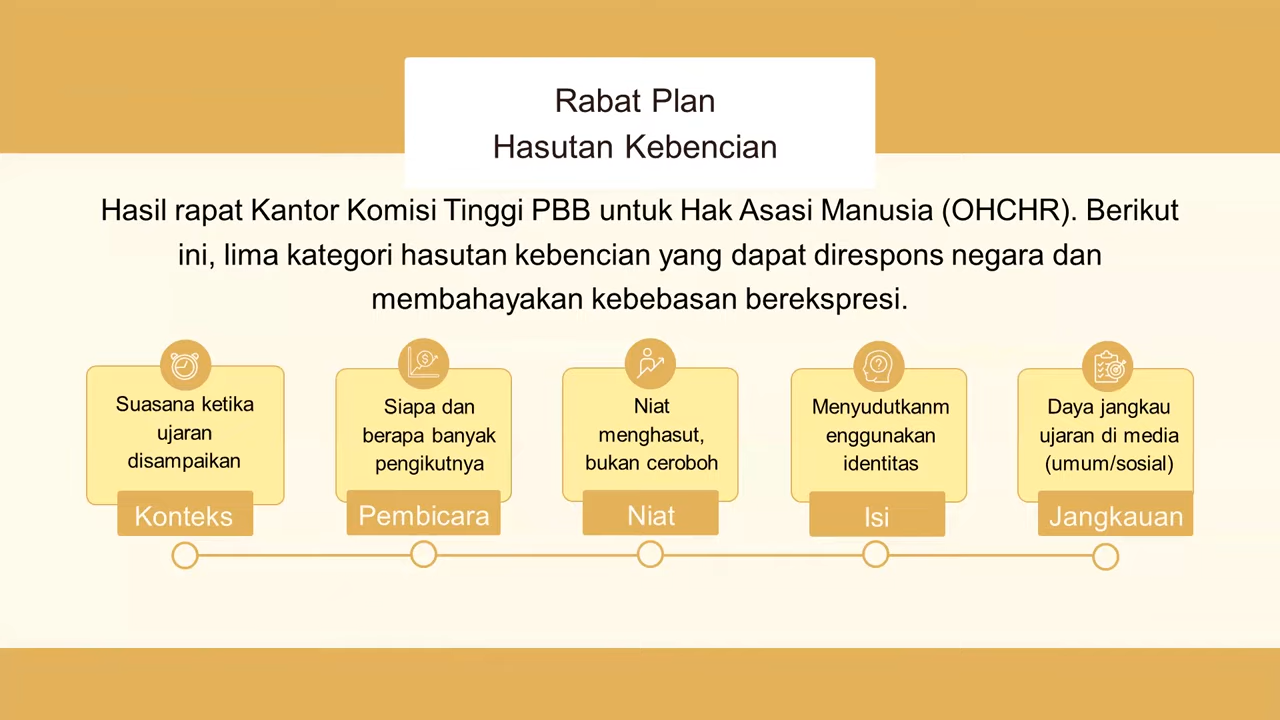 Rabat Plan
Hasutan Kebencian
Hasil rapat Kantor Komisi Tinggi PBB untuk Hak Asasi Manusia (OHCHR). Berikut
ini, lima kategori hasutan kebencian yang dapat direspons negara dan
membahayakan kebebasan berekspresi.
Suasana ketika
ujaran
disampaikan
Konteks
Siapa dan
berapa banyak
pengikutnya
Pembicara
Niat
menghasut,
bukan ceroboh
Niat
Menyudutkanm
enggunakan
identitas
Isi
Daya jangkau
ujaran di media
(umum/sosial)
Jangkauan